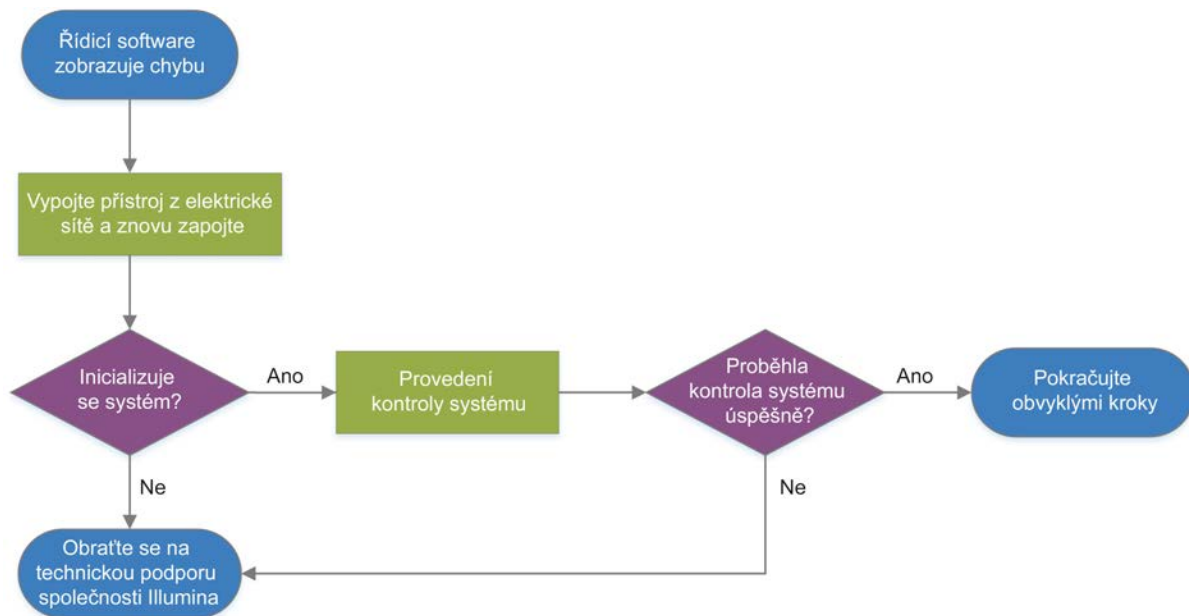 Řídicí software
zobrazuje chybu
Vypojte přístroj z elektrické
sítě a znovu zapojte
Inicializuje
se systém?
Ano
Provedení
kontroly systému
Proběhla
kontrola systému
úspěšně?
Ano
Pokračujte
obvyklými kroky
Ne
Ne
Obraťte se na
technickou podporu
společnosti Illumina